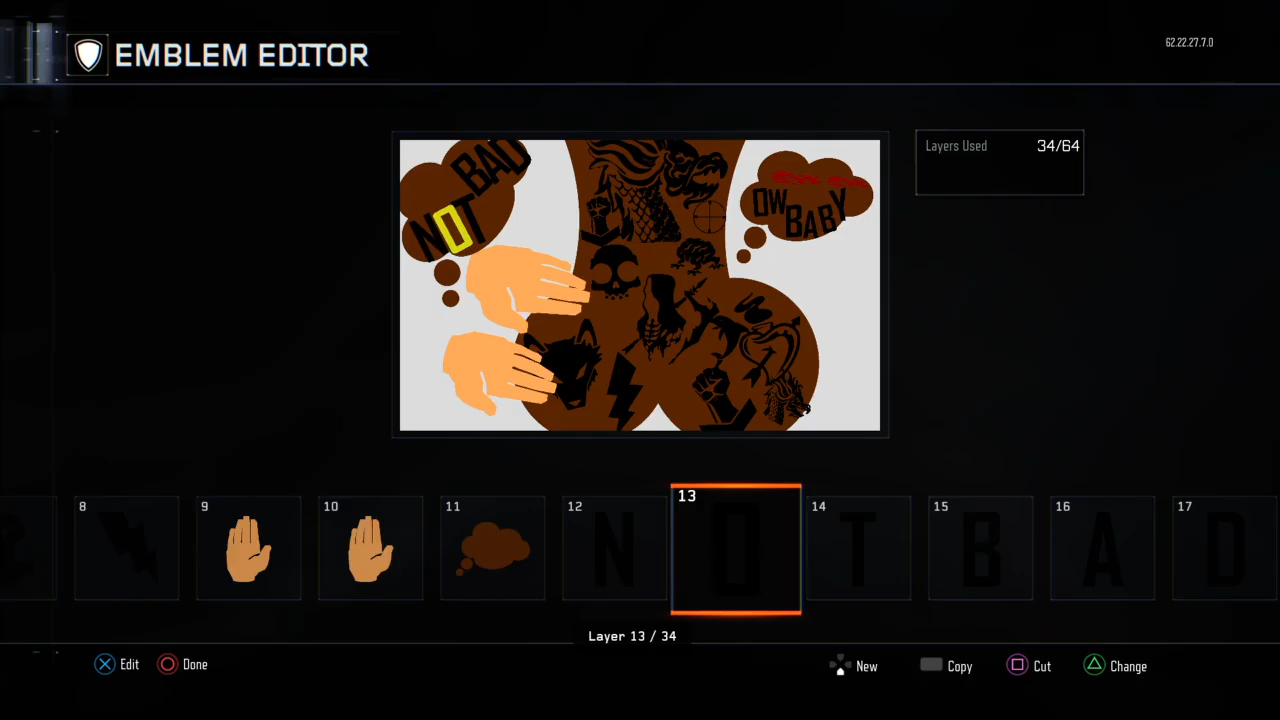 EMBLEM EDITOR
62.22.27.7.0
Layers Used 34/64
BAD
NOT
OW
BABY
8
9
10
11
12
13
14
15
16
17
N
O
T
B
A
D
Layer 13 / 34
Edit
Done
New
Copy
Cut
Change